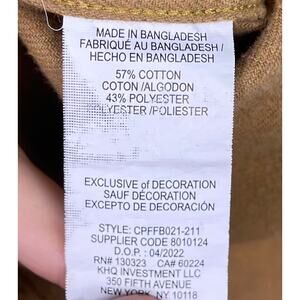 MADE IN BANGLADESH
FABRIQUÉ AU BANGLADESH /
HECHO EN BANGLADESH
57% COTTON
COTON /ALGODON
43% POLYESTER
LYESTER /POLIESTER
EXCLUSIVE of DECORATION
SAUF DÉCORATION
EXCEPTO DE DECORACIÓN
STYLE: CPFFB021-211
SUPPLIER CODE 8010124
D.O.P. : 04/2022
RN# 130323 CA# 60224
KHQ INVESTMENT LLC
350 FIFTH AVENUE
NEW YORK, NY 10118